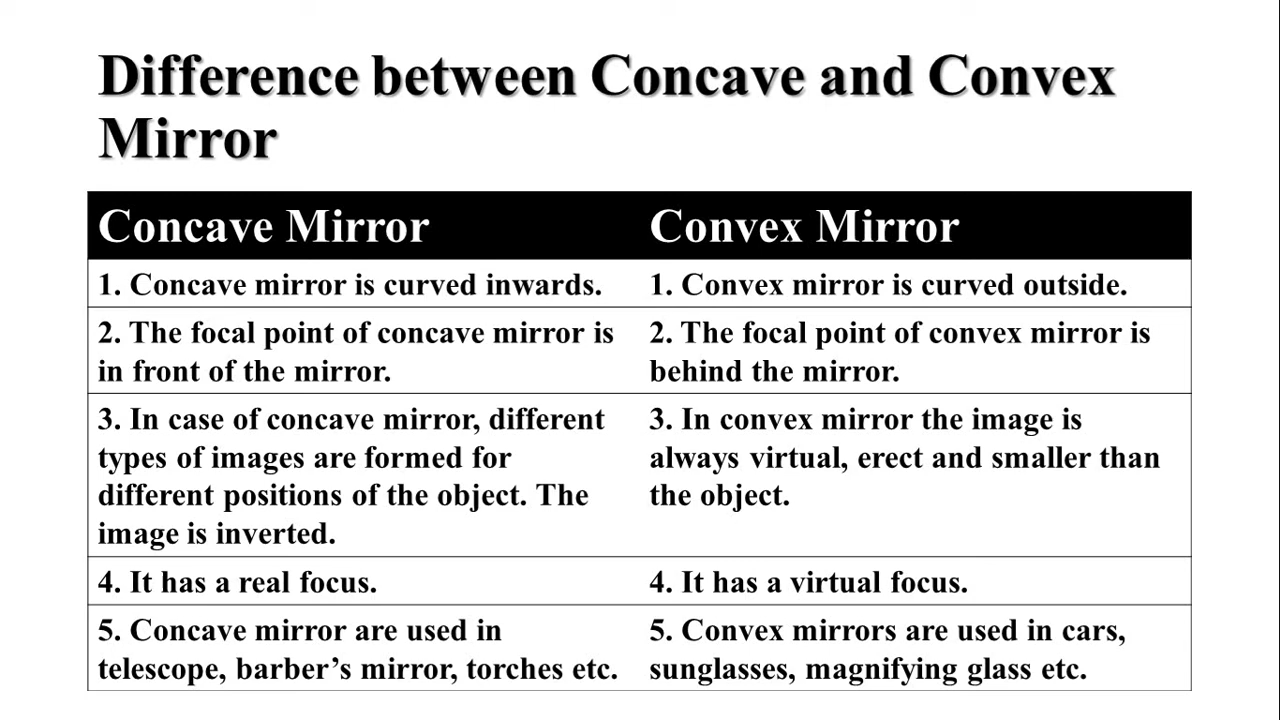 Difference between Concave and Convex
Mirror
Concave Mirror
Convex Mirror
1. Concave mirror is curved inwards.
1. Convex mirror is curved outside.
2. The focal point of concave mirror is
in front of the mirror.
2. The focal point of convex mirror is
behind the mirror.
3. In case of concave mirror, different
types of images are formed for
different positions of the object. The
image is inverted.
3. In convex mirror the image is
always virtual, erect and smaller than
the object.
4. It has a real focus.
4. It has a virtual focus.
5. Concave mirror are used in
telescope, barber’s mirror, torches etc.
5. Convex mirrors are used in cars,
sunglasses, magnifying glass etc.